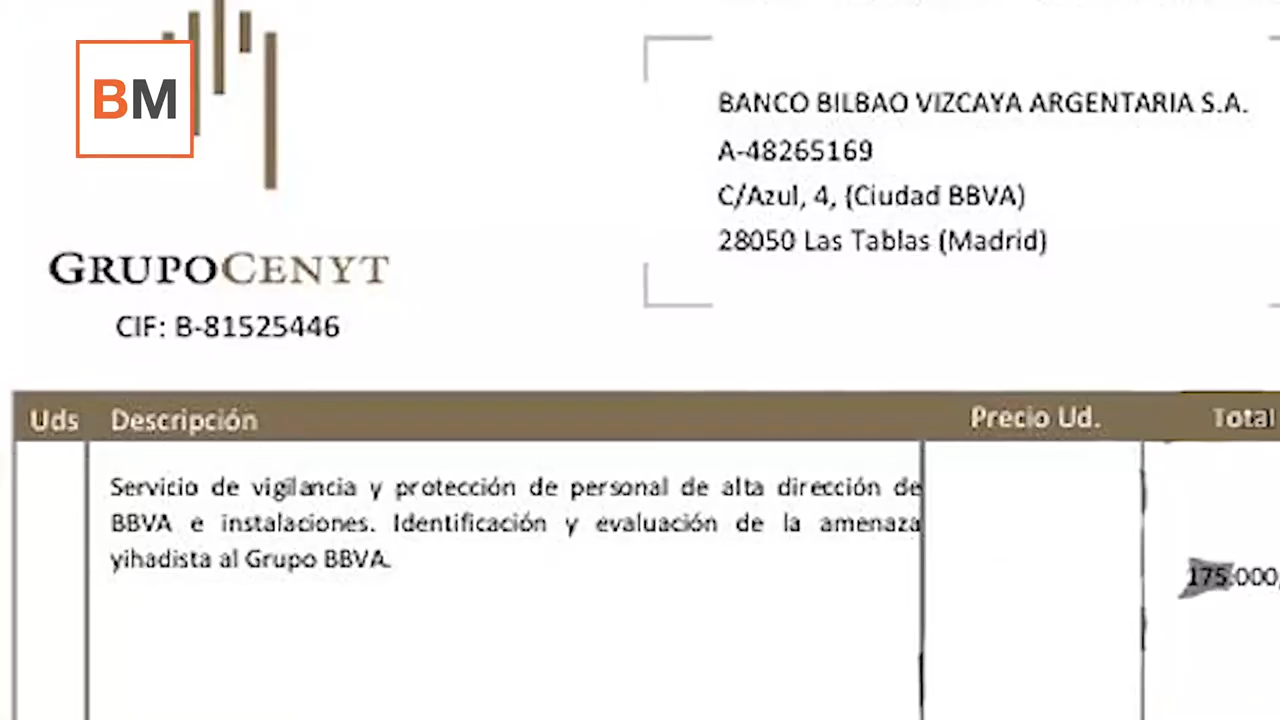 BM
BANCO BILBAO VIZCAYA ARGENTARIA S.A.
A-48265169
C/Azul, 4, (Ciudad BBVA)
28050 Las Tablas (Madrid)
GRUPOCENYT
CIF: B-81525446
Uds Descripción Precio Ud. Total
Servicio de vigilancia y protección de personal de alta dirección de
BBVA e instalaciones. Identificación y evaluación de la amenaza
yihadista al Grupo BBVA.
175.000,